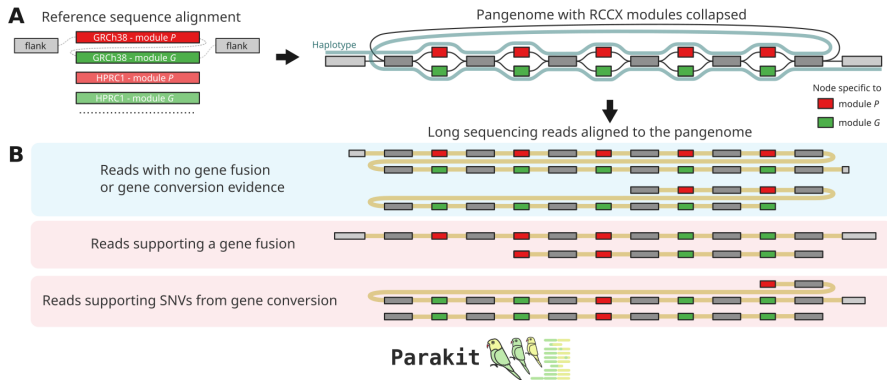 A
Reference sequence alignment
flank
GRCh38 - module P
flank
GRCh38 - module G
HPRC1 - module P
HPRC1 - module G
Pangenome with RCCX modules collapsed
Haplotype
Node specific to
module P
module G
Long sequencing reads aligned to the pangenome
B
Reads with no gene fusion
or gene conversion evidence
Reads supporting a gene fusion
Reads supporting SNVs from gene conversion
Parakit